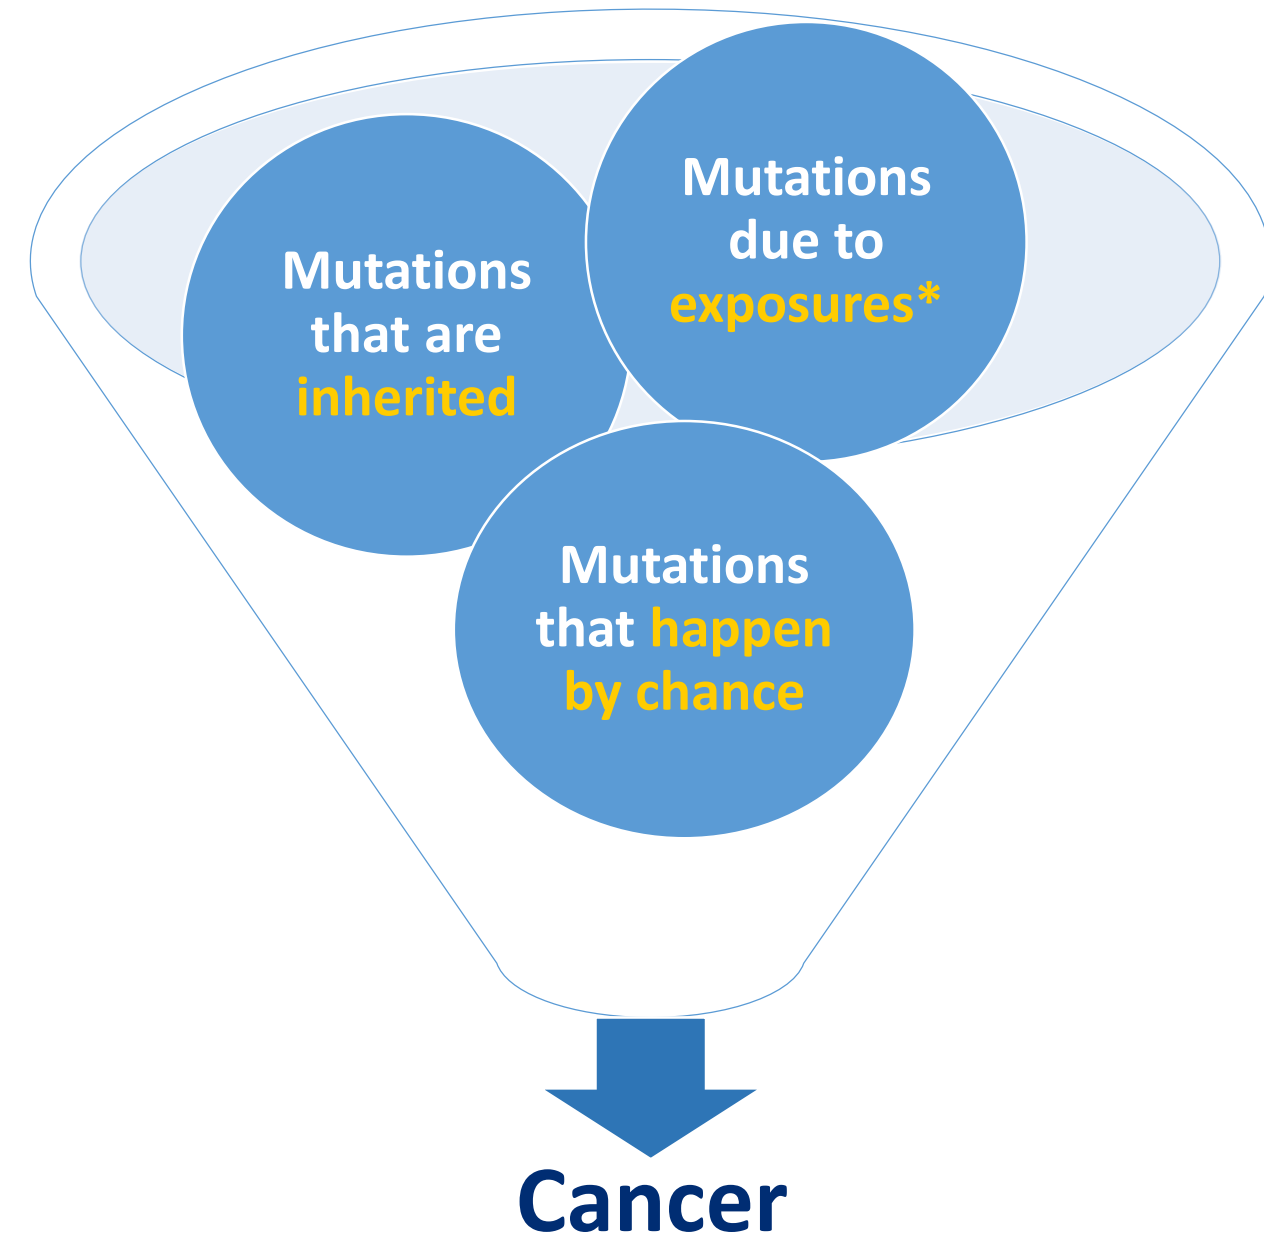 Mutations
that are
inherited
Mutations
due to
exposures*
Mutations
that happen
by chance
Cancer